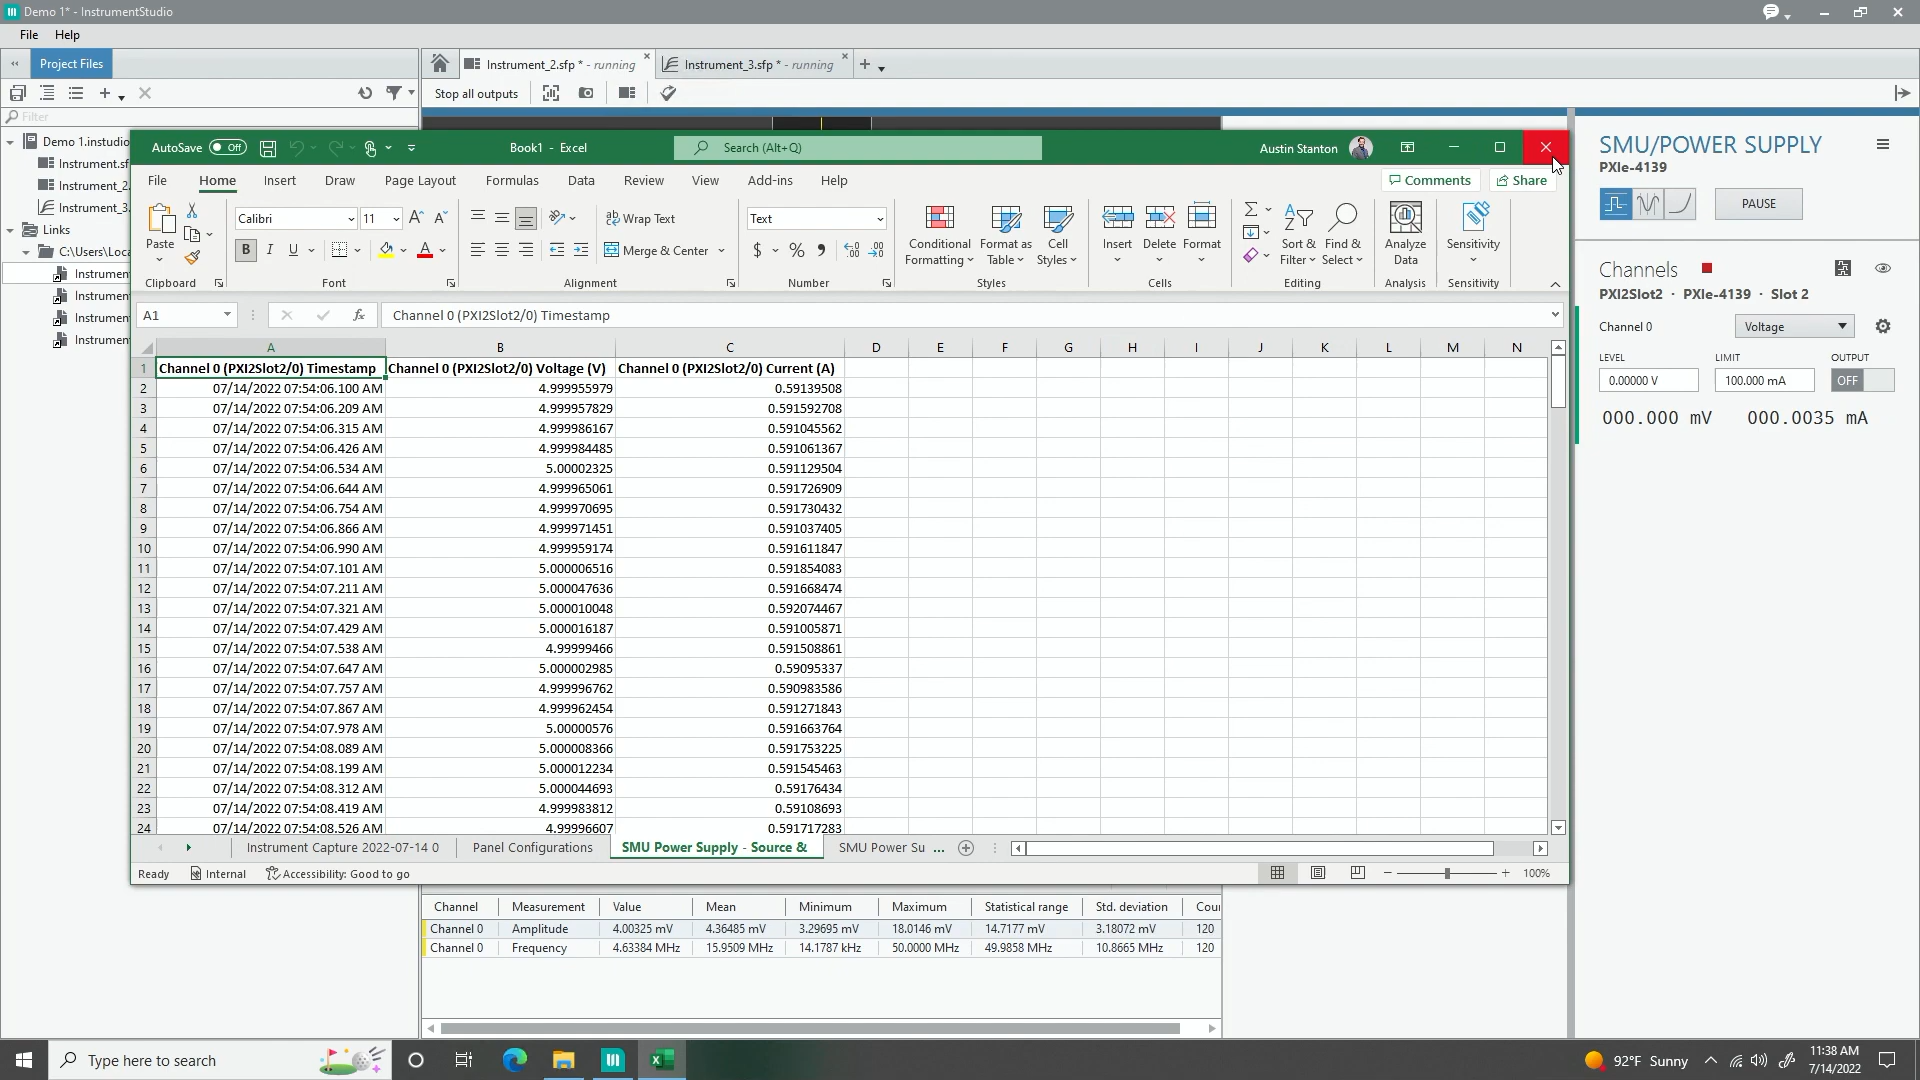 Demo 1* - InstrumentStudio
File Help
Project Files
Instrument_2.sfp * - running
Instrument_3.sfp * - running
Stop all outputs
Filter
Demo 1.instudio
Instrument.sf
Instrument_2.
Instrument_3.
Links
C:\Users\Loca
Instrumen
Instrumen
Instrumen
Instrumen
AutoSave Off
Book1 - Excel
Search (Alt+Q)
Austin Stanton
File Home Insert Draw Page Layout Formulas Data Review View Add-ins Help
Comments Share
Paste
Calibri 11
B I U
Wrap Text
Merge & Center
Text
$ % ,
Conditional Formatting
Format as Table
Cell Styles
Insert
Delete
Format
Sort & Filter
Find & Select
Analyze Data
Sensitivity
Clipboard Font Alignment Number Styles Cells Editing Analysis Sensitivity
A1 fx Channel 0 (PXI2Slot2/0) Timestamp
A B C D E F G H I J K L M N
1 Channel 0 (PXI2Slot2/0) Timestamp Channel 0 (PXI2Slot2/0) Voltage (V) Channel 0 (PXI2Slot2/0) Current (A)
2 07/14/2022 07:54:06.100 AM 4.999955979 0.59139508
3 07/14/2022 07:54:06.209 AM 4.999957829 0.591592708
4 07/14/2022 07:54:06.315 AM 4.999986167 0.591045562
5 07/14/2022 07:54:06.426 AM 4.999984485 0.591061367
6 07/14/2022 07:54:06.534 AM 5.00002325 0.591129504
7 07/14/2022 07:54:06.644 AM 4.999965061 0.591726909
8 07/14/2022 07:54:06.754 AM 4.999970695 0.591730432
9 07/14/2022 07:54:06.866 AM 4.999971451 0.591037405
10 07/14/2022 07:54:06.990 AM 4.999959174 0.591611847
11 07/14/2022 07:54:07.101 AM 5.000006516 0.591854083
12 07/14/2022 07:54:07.211 AM 5.000047636 0.591668474
13 07/14/2022 07:54:07.321 AM 5.000010048 0.592074467
14 07/14/2022 07:54:07.429 AM 5.000016187 0.591005871
15 07/14/2022 07:54:07.538 AM 4.99999466 0.591508861
16 07/14/2022 07:54:07.647 AM 5.000002985 0.59095337
17 07/14/2022 07:54:07.757 AM 4.999996762 0.590983586
18 07/14/2022 07:54:07.867 AM 4.999962454 0.591271843
19 07/14/2022 07:54:07.978 AM 5.00000576 0.591663764
20 07/14/2022 07:54:08.089 AM 5.000008366 0.591753225
21 07/14/2022 07:54:08.199 AM 5.000012234 0.591545463
22 07/14/2022 07:54:08.312 AM 5.000044693 0.59176434
23 07/14/2022 07:54:08.419 AM 4.999983812 0.59108693
24 07/14/2022 07:54:08.526 AM 4.99996607 0.591717283
Instrument Capture 2022-07-14 0 Panel Configurations SMU Power Supply - Source & SMU Power Su ...
Ready Internal Accessibility: Good to go 100%
SMU/POWER SUPPLY
PXIe-4139
PAUSE
Channels
PXI2Slot2 · PXIe-4139 · Slot 2
Channel 0 Voltage
LEVEL LIMIT OUTPUT
0.00000 V 100.000 mA OFF
000.000 mV 000.0035 mA
Channel Measurement Value Mean Minimum Maximum Statistical range Std. deviation Cou
Channel 0 Amplitude 4.00325 mV 4.36485 mV 3.29695 mV 18.0146 mV 14.7177 mV 3.18072 mV 120
Channel 0 Frequency 4.63384 MHz 15.9509 MHz 14.1787 kHz 50.0000 MHz 49.9858 MHz 10.8665 MHz 120
Type here to search
92°F Sunny
11:38 AM
7/14/2022